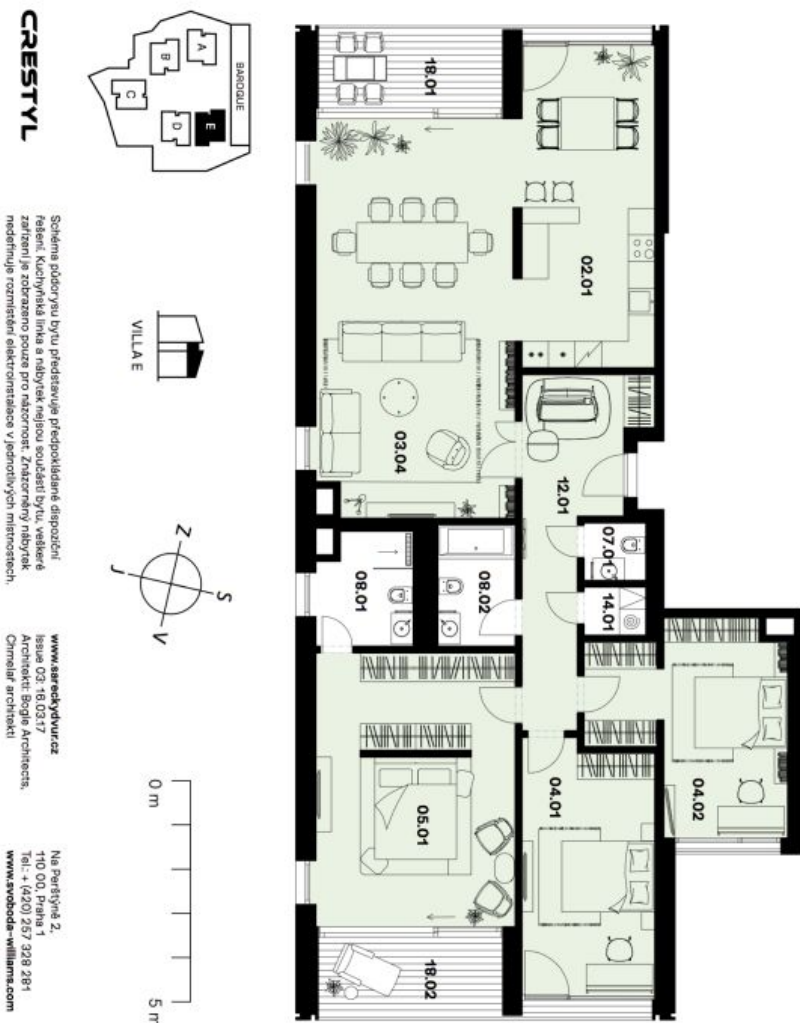 18.01
02.01
03.04
12.01
07.01
14.01
08.01
08.02
04.02
04.01
05.01
18.02
CRESTYL
BAROQUE
A
B
C
D
E
Schéma půdorysu bytu představuje předpokládané dispoziční
řešení. Kuchyňská linka a nábytek nejsou součástí bytu, veškeré
zařízení je zobrazeno pouze pro názornost. Znázorněný nábytek
nedefinuje rozmístění elektroinstalace v jednotlivých místnostech.
VILLA E
Z
S
J
V
www.sareckydvur.cz
Issue 03: 16.03.17
Architekti: Bogle Architects,
Chmelař architekti
0 m
5 m
Na Perštýně 2,
110 00, Praha 1
Tel.: + (420) 257 328 281
www.svoboda-williams.com